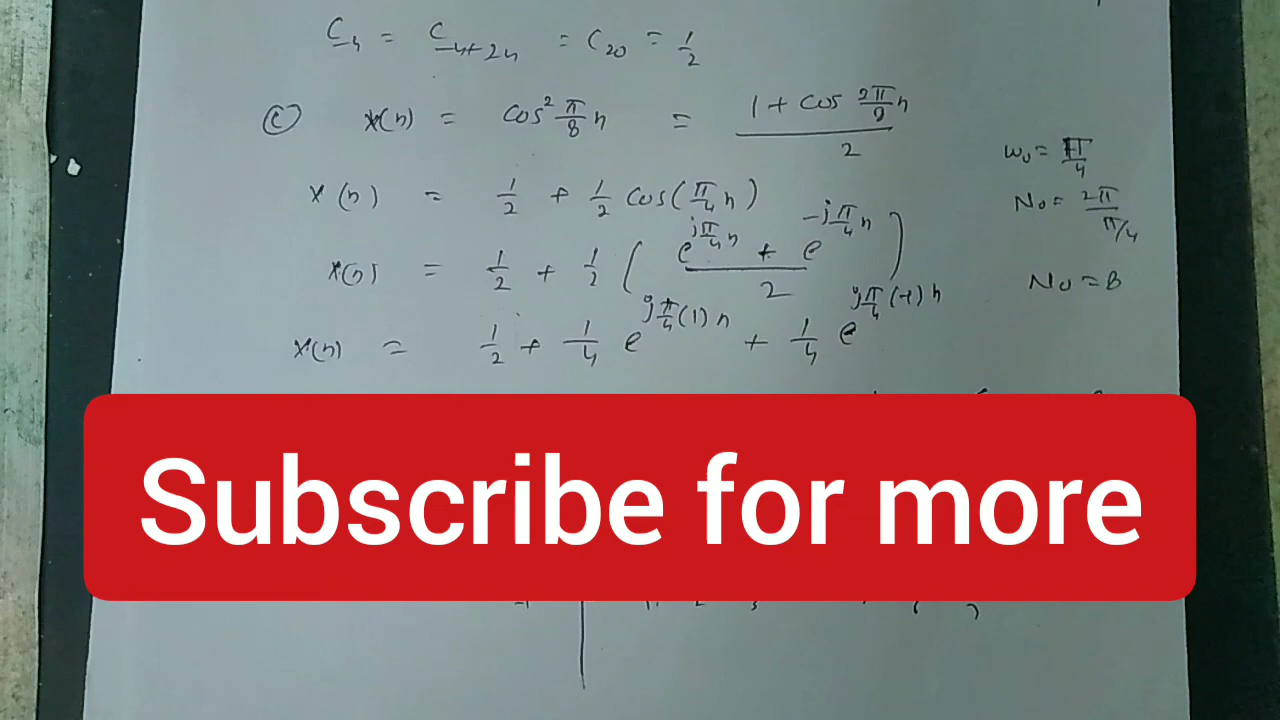 C₋₄ = C₋₄₊₂₄ = C₂₀ = 1/2
(c) x(n) = cos² π/8 n = (1 + cos 2π/8 n)/2
ω₀ = π/4
x(n) = 1/2 + 1/2 cos(π/4 n)
N₀ = 2π/(π/4)
x(n) = 1/2 + 1/2 ( (e^(jπ/4 n) + e^(-jπ/4 n))/2 )
N₀ = 8
x(n) = 1/2 + 1/4 e^(jπ/4(1)n) + 1/4 e^(jπ/4(-1)n)
Subscribe for more